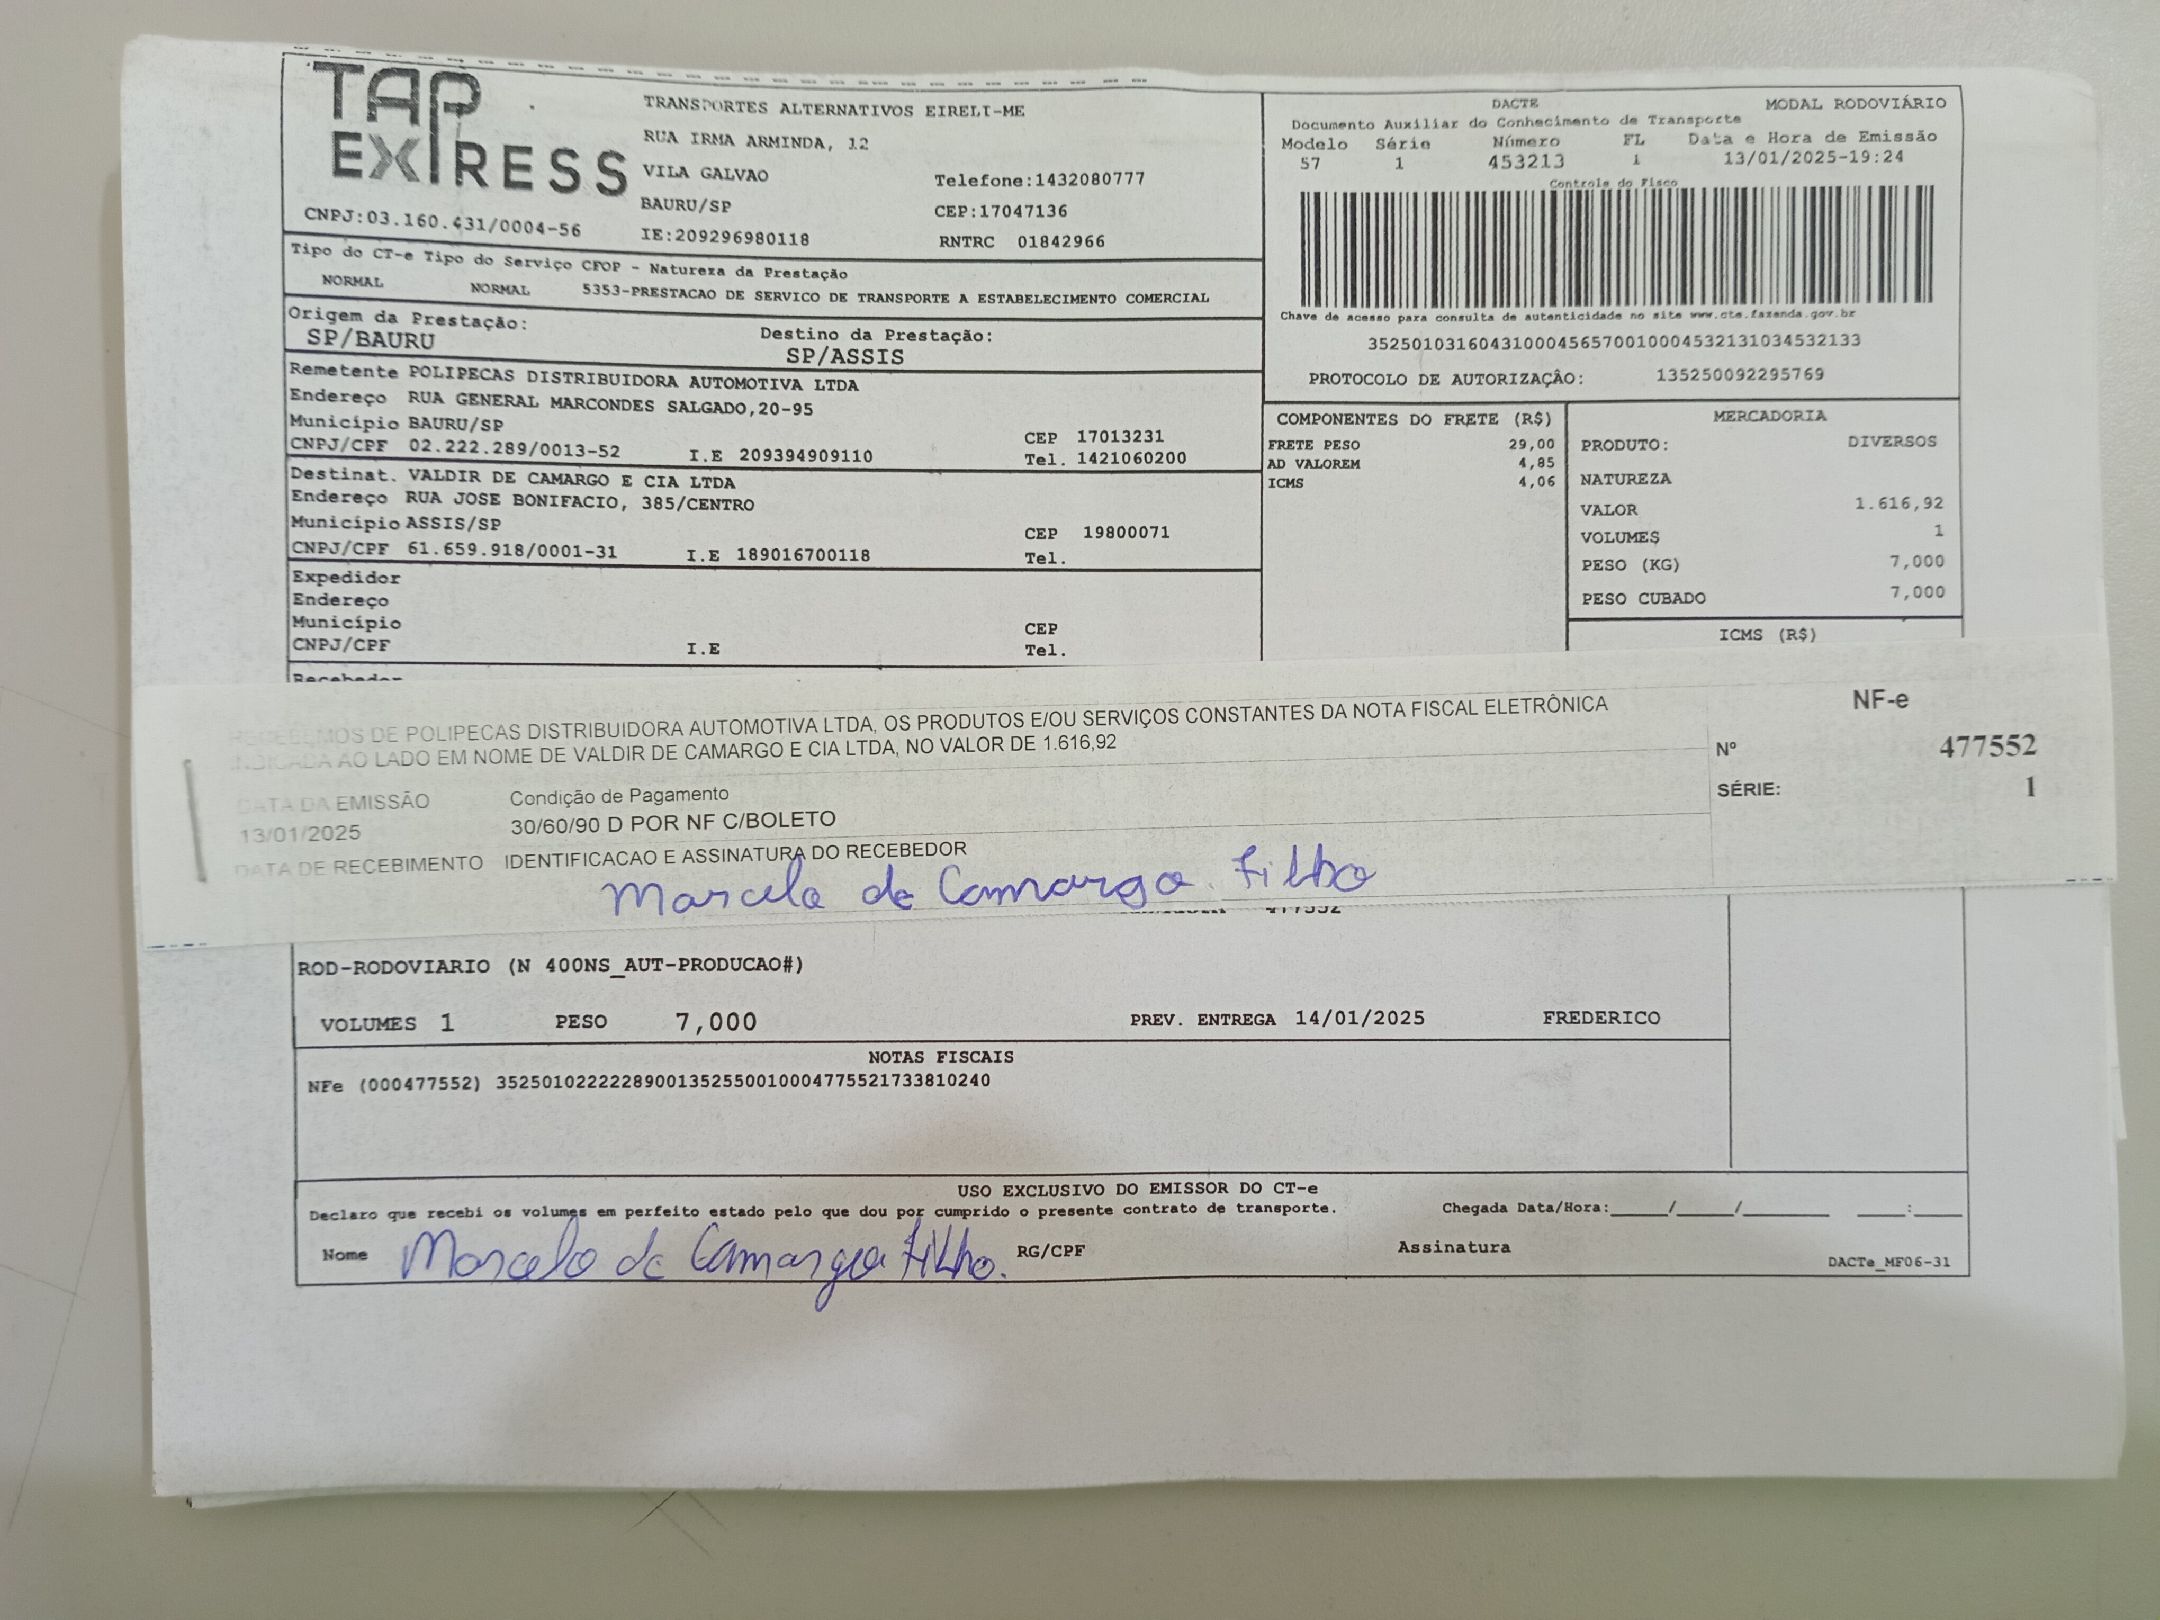 TAP EXPRESS
TRANSPORTES ALTERNATIVOS EIRELI-ME
RUA IRMA ARMINDA, 12
VILA GALVAO
Telefone:1432080777
BAURU/SP
CEP:17047136
CNPJ:03.160.431/0004-56
IE:209296980118
RNTRC 01842966
DACTE MODAL RODOVIÁRIO
Documento Auxiliar do Conhecimento de Transporte
Modelo Série Número FL Data e Hora de Emissão
57 1 453213 1 13/01/2025-19:24
Controle do Fisco
Chave de acesso para consulta de autenticidade no site www.cte.fazenda.gov.br
35250103160431000456570010004532131034532133
PROTOCOLO DE AUTORIZAÇÂO: 135250092295769
Tipo do CT-e Tipo do Serviço CFOP - Natureza da Prestação
NORMAL NORMAL 5353-PRESTACAO DE SERVICO DE TRANSPORTE A ESTABELECIMENTO COMERCIAL
Origem da Prestação: Destino da Prestação:
SP/BAURU SP/ASSIS
Remetente POLIPECAS DISTRIBUIDORA AUTOMOTIVA LTDA
Endereço RUA GENERAL MARCONDES SALGADO,20-95
Município BAURU/SP CEP 17013231
CNPJ/CPF 02.222.289/0013-52 I.E 209394909110 Tel. 1421060200
Destinat. VALDIR DE CAMARGO E CIA LTDA
Endereço RUA JOSE BONIFACIO, 385/CENTRO
Município ASSIS/SP CEP 19800071
CNPJ/CPF 61.659.918/0001-31 I.E 189016700118 Tel.
Expedidor
Endereço
Município CEP
CNPJ/CPF I.E Tel.
Recebedor
COMPONENTES DO FRETE (R$)
FRETE PESO 29,00
AD VALOREM 4,85
ICMS 4,06
MERCADORIA
PRODUTO: DIVERSOS
NATUREZA
VALOR 1.616,92
VOLUMES 1
PESO (KG) 7,000
PESO CUBADO 7,000
ICMS (R$)
RECEBEMOS DE POLIPECAS DISTRIBUIDORA AUTOMOTIVA LTDA, OS PRODUTOS E/OU SERVIÇOS CONSTANTES DA NOTA FISCAL ELETRÔNICA
INDICADA AO LADO EM NOME DE VALDIR DE CAMARGO E CIA LTDA, NO VALOR DE 1.616,92
NF-e
Nº 477552
SÉRIE: 1
DATA DA EMISSÃO Condição de Pagamento
13/01/2025 30/60/90 D POR NF C/BOLETO
DATA DE RECEBIMENTO IDENTIFICACAO E ASSINATURA DO RECEBEDOR
Marcelo de Camargo Filho
477552
ROD-RODOVIARIO (N 400NS_AUT-PRODUCAO#)
VOLUMES 1 PESO 7,000 PREV. ENTREGA 14/01/2025 FREDERICO
NOTAS FISCAIS
NFe (000477552) 35250102222289001352550010004775521733810240
USO EXCLUSIVO DO EMISSOR DO CT-e
Declaro que recebi os volumes em perfeito estado pelo que dou por cumprido o presente contrato de transporte. Chegada Data/Hora:____/____/______ ___:___
Nome Marcelo de Camargo Filho. RG/CPF Assinatura
DACTe_MF06-31